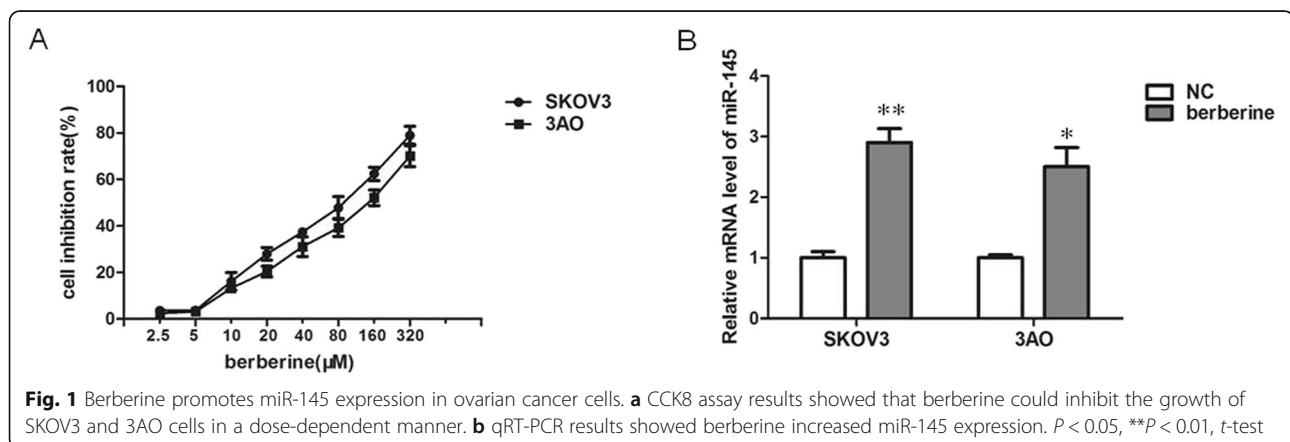 A
cell inhibition rate(%)
100
80
60
40
20
0
2.5 5 10 20 40 80 160 320
berberine(µM)
SKOV3
3AO
B
Relative mRNA level of miR-145
4
3
2
1
0
**
*
SKOV3 3AO
NC
berberine
Fig. 1 Berberine promotes miR-145 expression in ovarian cancer cells. a CCK8 assay results showed that berberine could inhibit the growth of
SKOV3 and 3AO cells in a dose-dependent manner. b qRT-PCR results showed berberine increased miR-145 expression. P < 0.05, **P < 0.01, t-test